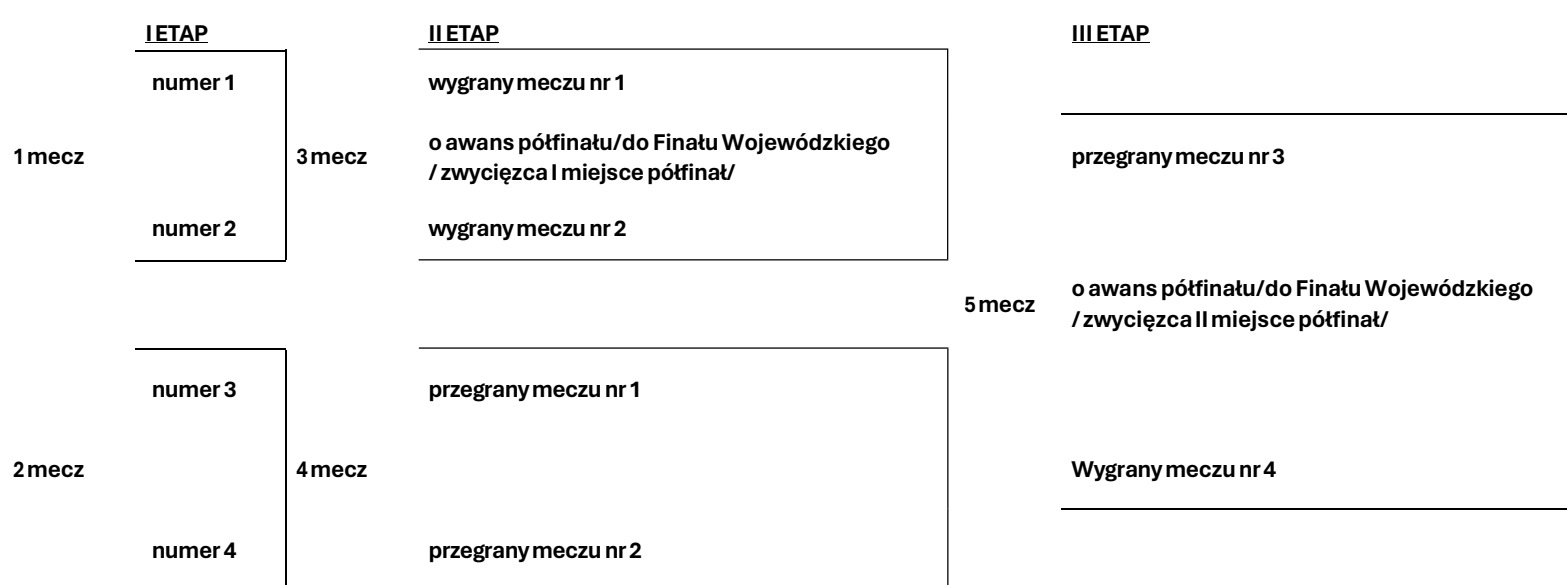 I ETAP
II ETAP
III ETAP
numer 1
wygrany meczu nr 1
1 mecz
3 mecz
o awans półfinału/do Finału Wojewódzkiego
/ zwycięzca I miejsce półfinał/
przegrany meczu nr 3
numer 2
wygrany meczu nr 2
5 mecz
o awans półfinału/do Finału Wojewódzkiego
/ zwycięzca II miejsce półfinał/
numer 3
przegrany meczu nr 1
2 mecz
4 mecz
Wygrany meczu nr 4
numer 4
przegrany meczu nr 2